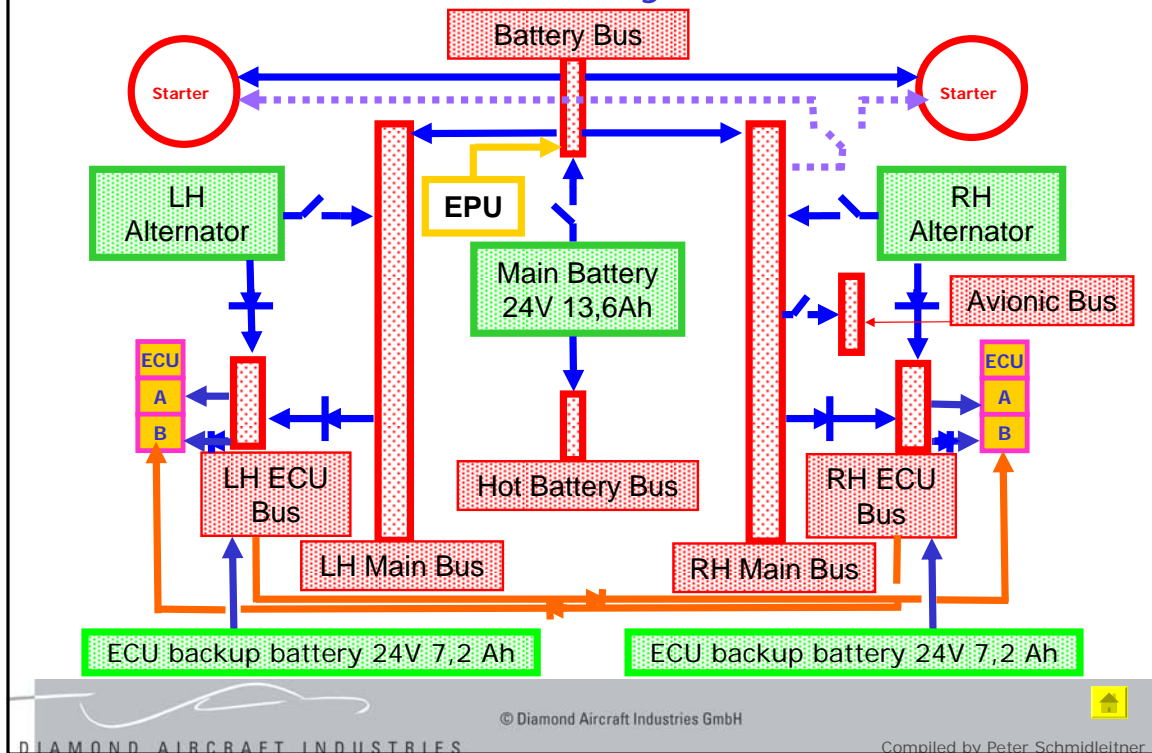 Battery Bus
Starter
Starter
LH
Alternator
EPU
RH
Alternator
Main Battery
24V 13,6Ah
Avionic Bus
ECU
A
B
ECU
A
B
LH ECU
Bus
Hot Battery Bus
RH ECU
Bus
LH Main Bus
RH Main Bus
ECU backup battery 24V 7,2 Ah
ECU backup battery 24V 7,2 Ah
© Diamond Aircraft Industries GmbH
DIAMOND AIRCRAFT INDUSTRIES
Compiled by Peter Schmidleitner